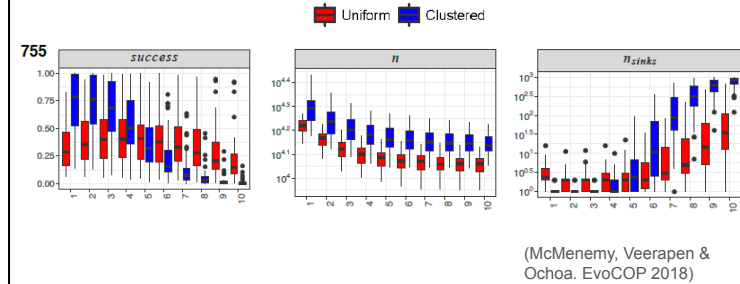 Uniform Clustered
755
success
n
n_sinks
1.00
0.75
0.50
0.25
0.00
1 2 3 4 5 6 7 8 9 10
10^4.4
10^4.3
10^4.2
10^4.1
10^4
1 2 3 4 5 6 7 8 9 10
10^3
10^2.5
10^2
10^1.5
10^1
10^0.5
10^0
1 2 3 4 5 6 7 8 9 10
(McMenemy, Veerapen &
Ochoa. EvoCOP 2018)